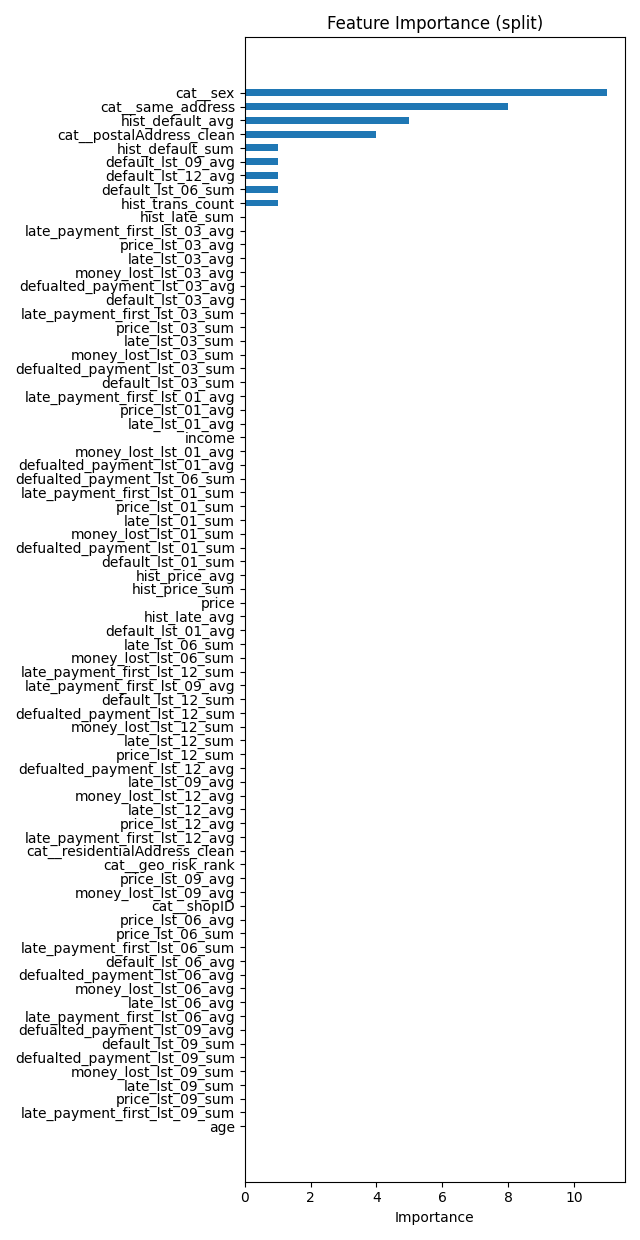 Feature Importance (split)
cat__sex
cat__same_address
hist_default_avg
cat__postalAddress_clean
hist_default_sum
default_lst_09_avg
default_lst_12_avg
default_lst_06_sum
hist_trans_count
hist_late_sum
late_payment_first_lst_03_avg
price_lst_03_avg
late_lst_03_avg
money_lost_lst_03_avg
defualted_payment_lst_03_avg
default_lst_03_avg
late_payment_first_lst_03_sum
price_lst_03_sum
late_lst_03_sum
money_lost_lst_03_sum
defualted_payment_lst_03_sum
default_lst_03_sum
late_payment_first_lst_01_avg
price_lst_01_avg
late_lst_01_avg
income
money_lost_lst_01_avg
defualted_payment_lst_01_avg
defualted_payment_lst_06_sum
late_payment_first_lst_01_sum
price_lst_01_sum
late_lst_01_sum
money_lost_lst_01_sum
defualted_payment_lst_01_sum
default_lst_01_sum
hist_price_avg
hist_price_sum
price
hist_late_avg
default_lst_01_avg
late_lst_06_sum
money_lost_lst_06_sum
late_payment_first_lst_12_sum
late_payment_first_lst_09_avg
default_lst_12_sum
defualted_payment_lst_12_sum
money_lost_lst_12_sum
late_lst_12_sum
price_lst_12_sum
defualted_payment_lst_12_avg
late_lst_09_avg
money_lost_lst_12_avg
late_lst_12_avg
price_lst_12_avg
late_payment_first_lst_12_avg
cat__residentialAddress_clean
cat__geo_risk_rank
price_lst_09_avg
money_lost_lst_09_avg
cat__shopID
price_lst_06_avg
price_lst_06_sum
late_payment_first_lst_06_sum
default_lst_06_avg
defualted_payment_lst_06_avg
money_lost_lst_06_avg
late_lst_06_avg
late_payment_first_lst_06_avg
defualted_payment_lst_09_avg
default_lst_09_sum
defualted_payment_lst_09_sum
money_lost_lst_09_sum
late_lst_09_sum
price_lst_09_sum
late_payment_first_lst_09_sum
age
0 2 4 6 8 10
Importance